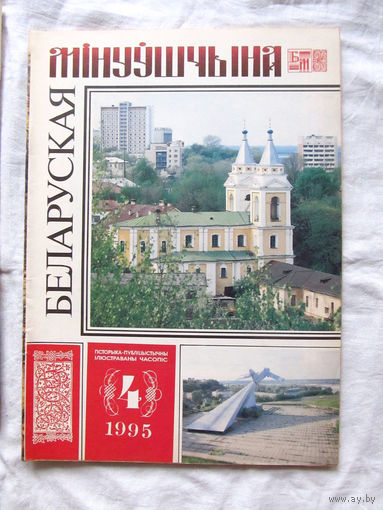 БЕЛАРУСКАЯ
МІНУЎШЧЫНА
Б
М
ГІСТОРЫКА-ПУБЛІЦЫСТЫЧНЫ
ІЛЮСТРАВАНЫ ЧАСОПІС
4
1995
www.ay.by